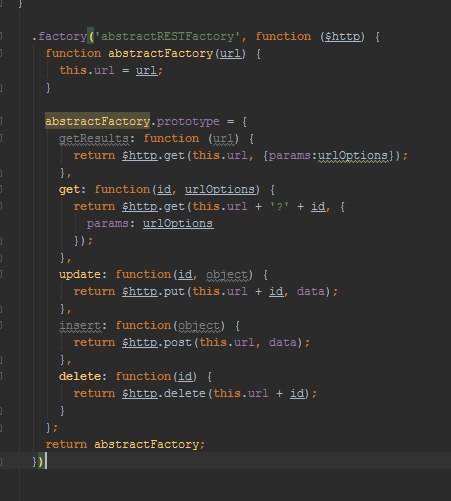 }
.factory('abstractRESTFactory', function ($http) {
function abstractFactory(url) {
this.url = url;
}
abstractFactory.prototype = {
getResults: function (url) {
return $http.get(this.url, {params:urlOptions});
},
get: function(id, urlOptions) {
return $http.get(this.url + '?' + id, {
params: urlOptions
});
},
update: function(id, object) {
return $http.put(this.url + id, data);
},
insert: function(object) {
return $http.post(this.url, data);
},
delete: function(id) {
return $http.delete(this.url + id);
}
};
return abstractFactory;
})